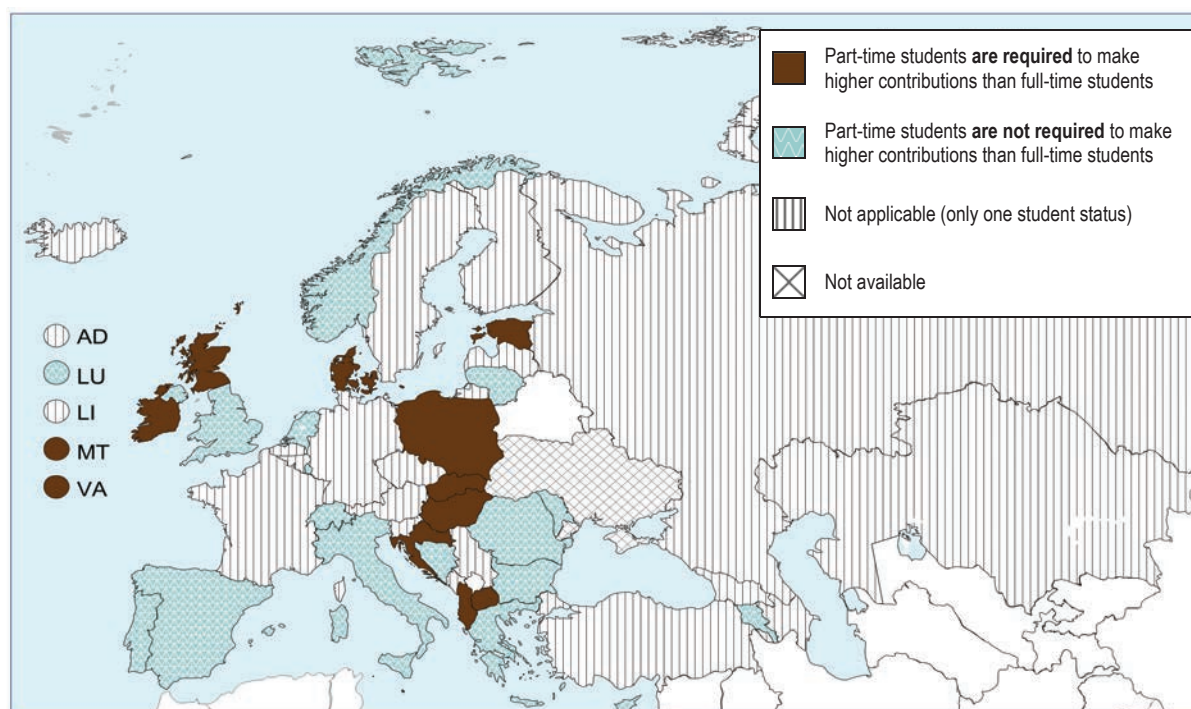 Part-time students are required to make
higher contributions than full-time students
Part-time students are not required to make
higher contributions than full-time students
Not applicable (only one student status)
Not available
AD
LU
LI
MT
VA